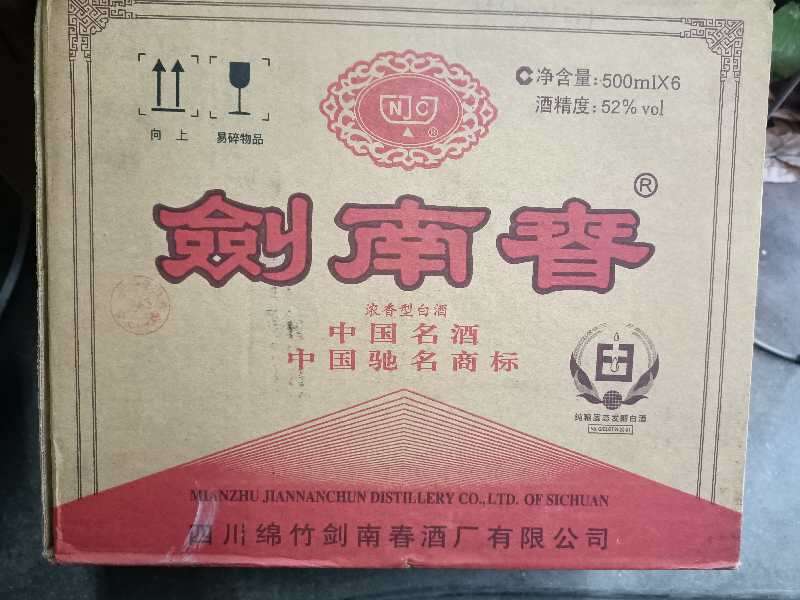 净含量:500mlX6
酒精度:52%vol
向上
易碎物品
NJC
®
劍南春®
浓香型白酒
中国名酒
中国驰名商标
纯粮固态发酵白酒
MIANZHU JIANNANCHUN DISTILLERY CO.,LTD. OF SICHUAN
四川绵竹剑南春酒厂有限公司